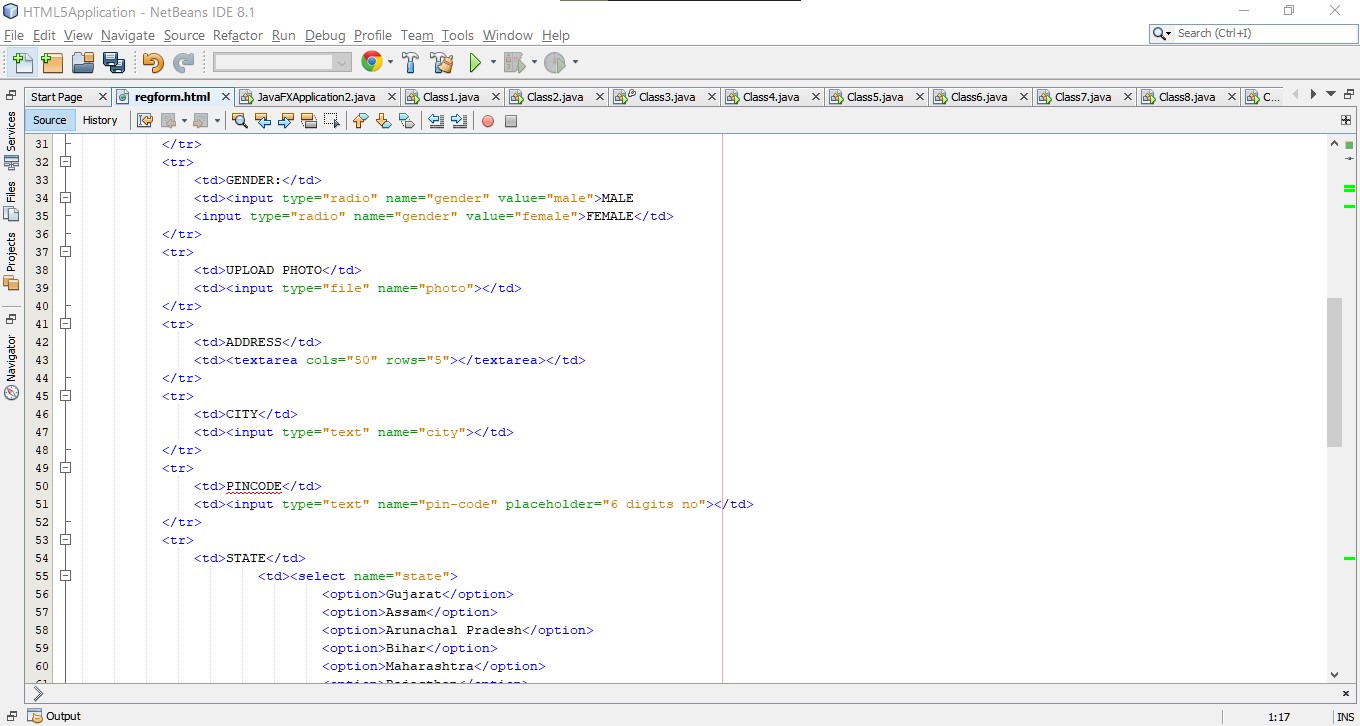 HTML5Application - NetBeans IDE 8.1
File Edit View Navigate Source Refactor Run Debug Profile Team Tools Window Help
Search (Ctrl+I)
Start Page regform.html JavaFXApplication2.java Class1.java Class2.java Class3.java Class4.java Class5.java Class6.java Class7.java Class8.java C...
Source History
Services
Files
Projects
Navigator
31 </tr>
32 <tr>
33 <td>GENDER:</td>
34 <td><input type="radio" name="gender" value="male">MALE
35 <input type="radio" name="gender" value="female">FEMALE</td>
36 </tr>
37 <tr>
38 <td>UPLOAD PHOTO</td>
39 <td><input type="file" name="photo"></td>
40 </tr>
41 <tr>
42 <td>ADDRESS</td>
43 <td><textarea cols="50" rows="5"></textarea></td>
44 </tr>
45 <tr>
46 <td>CITY</td>
47 <td><input type="text" name="city"></td>
48 </tr>
49 <tr>
50 <td>PINCODE</td>
51 <td><input type="text" name="pin-code" placeholder="6 digits no"></td>
52 </tr>
53 <tr>
54 <td>STATE</td>
55 <td><select name="state">
56 <option>Gujarat</option>
57 <option>Assam</option>
58 <option>Arunachal Pradesh</option>
59 <option>Bihar</option>
60 <option>Maharashtra</option>
Output
1:17 INS